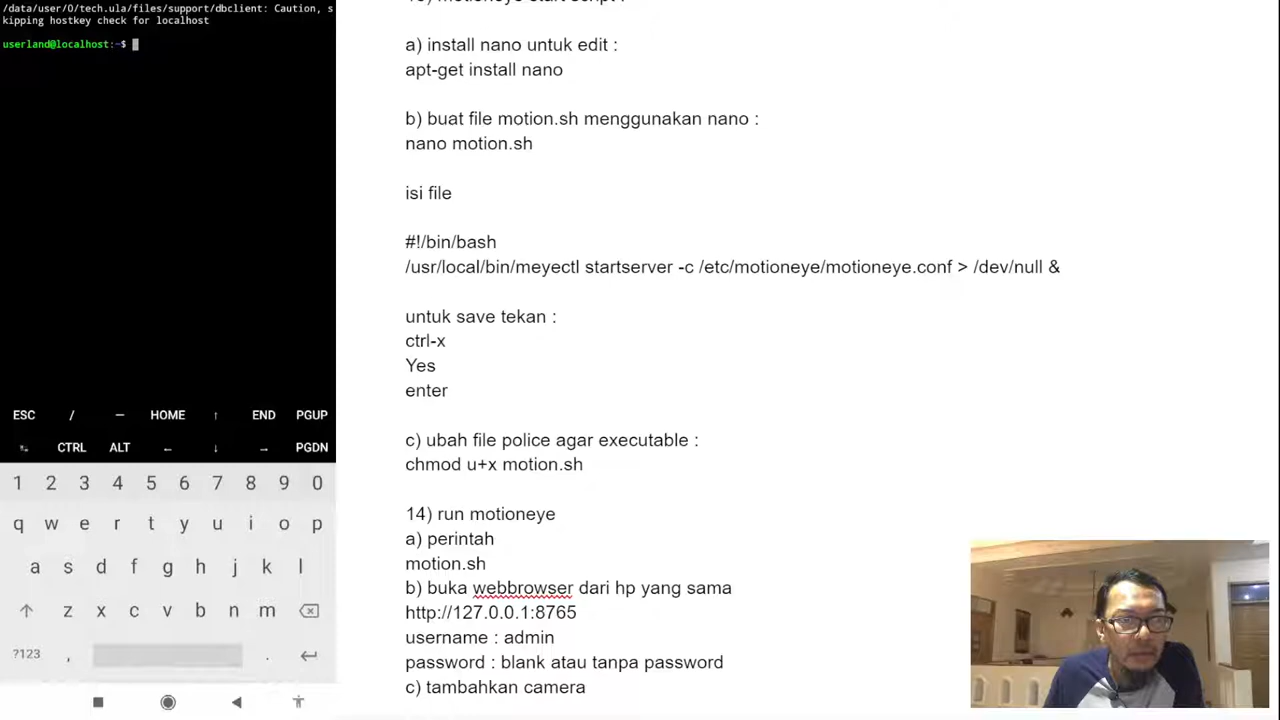 /data/user/0/tech.ula/files/support/dbclient: Caution, s
kipping hostkey check for localhost
userland@localhost:~$
ESC / — HOME ↑ END PGUP
CTRL ALT ← ↓ → PGDN
1 2 3 4 5 6 7 8 9 0
q w e r t y u i o p
a s d f g h j k l
z x c v b n m
?123 , .
a) install nano untuk edit :
apt-get install nano
b) buat file motion.sh menggunakan nano :
nano motion.sh
isi file
#!/bin/bash
/usr/local/bin/meyectl startserver -c /etc/motioneye/motioneye.conf > /dev/null &
untuk save tekan :
ctrl-x
Yes
enter
c) ubah file police agar executable :
chmod u+x motion.sh
14) run motioneye
a) perintah
motion.sh
b) buka webbrowser dari hp yang sama
http://127.0.0.1:8765
username : admin
password : blank atau tanpa password
c) tambahkan camera